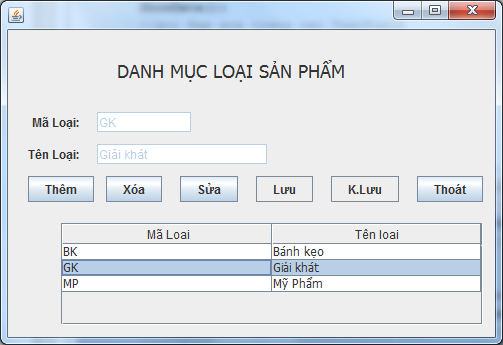 DANH MỤC LOẠI SẢN PHẨM
Mã Loại: GK
Tên Loại: Giải khát
Thêm Xóa Sửa Lưu K.Lưu Thoát
Mã Loai Tên loai
BK Bánh kẹo
GK Giải khát
MP Mỹ Phẩm